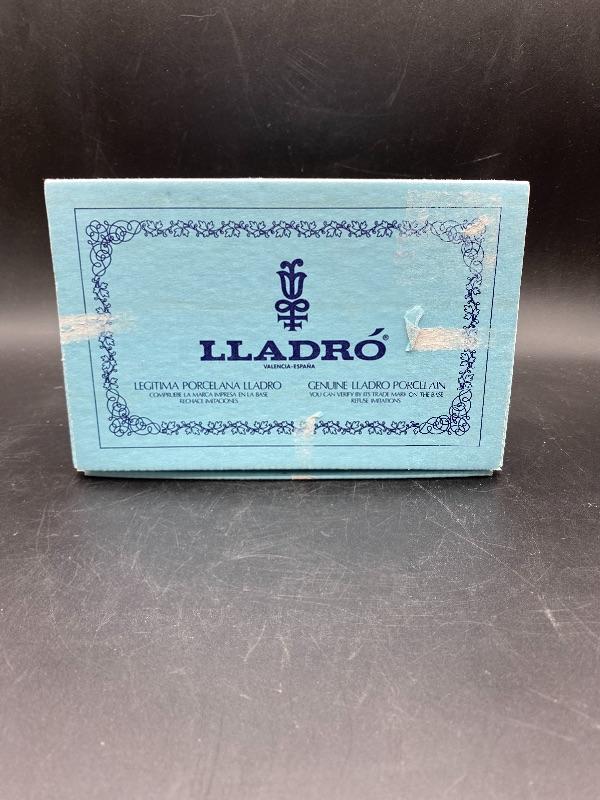 LLADRÓ®
VALENCIA-ESPAÑA
LEGITIMA PORCELANA LLADRO
COMPRUEBE LA MARCA IMPRESA EN LA BASE
RECHACE IMITACIONES
GENUINE LLADRO PORCELAIN
YOU CAN VERIFY BY ITS TRADE MARK ON THE BASE
REFUSE IMITATIONS